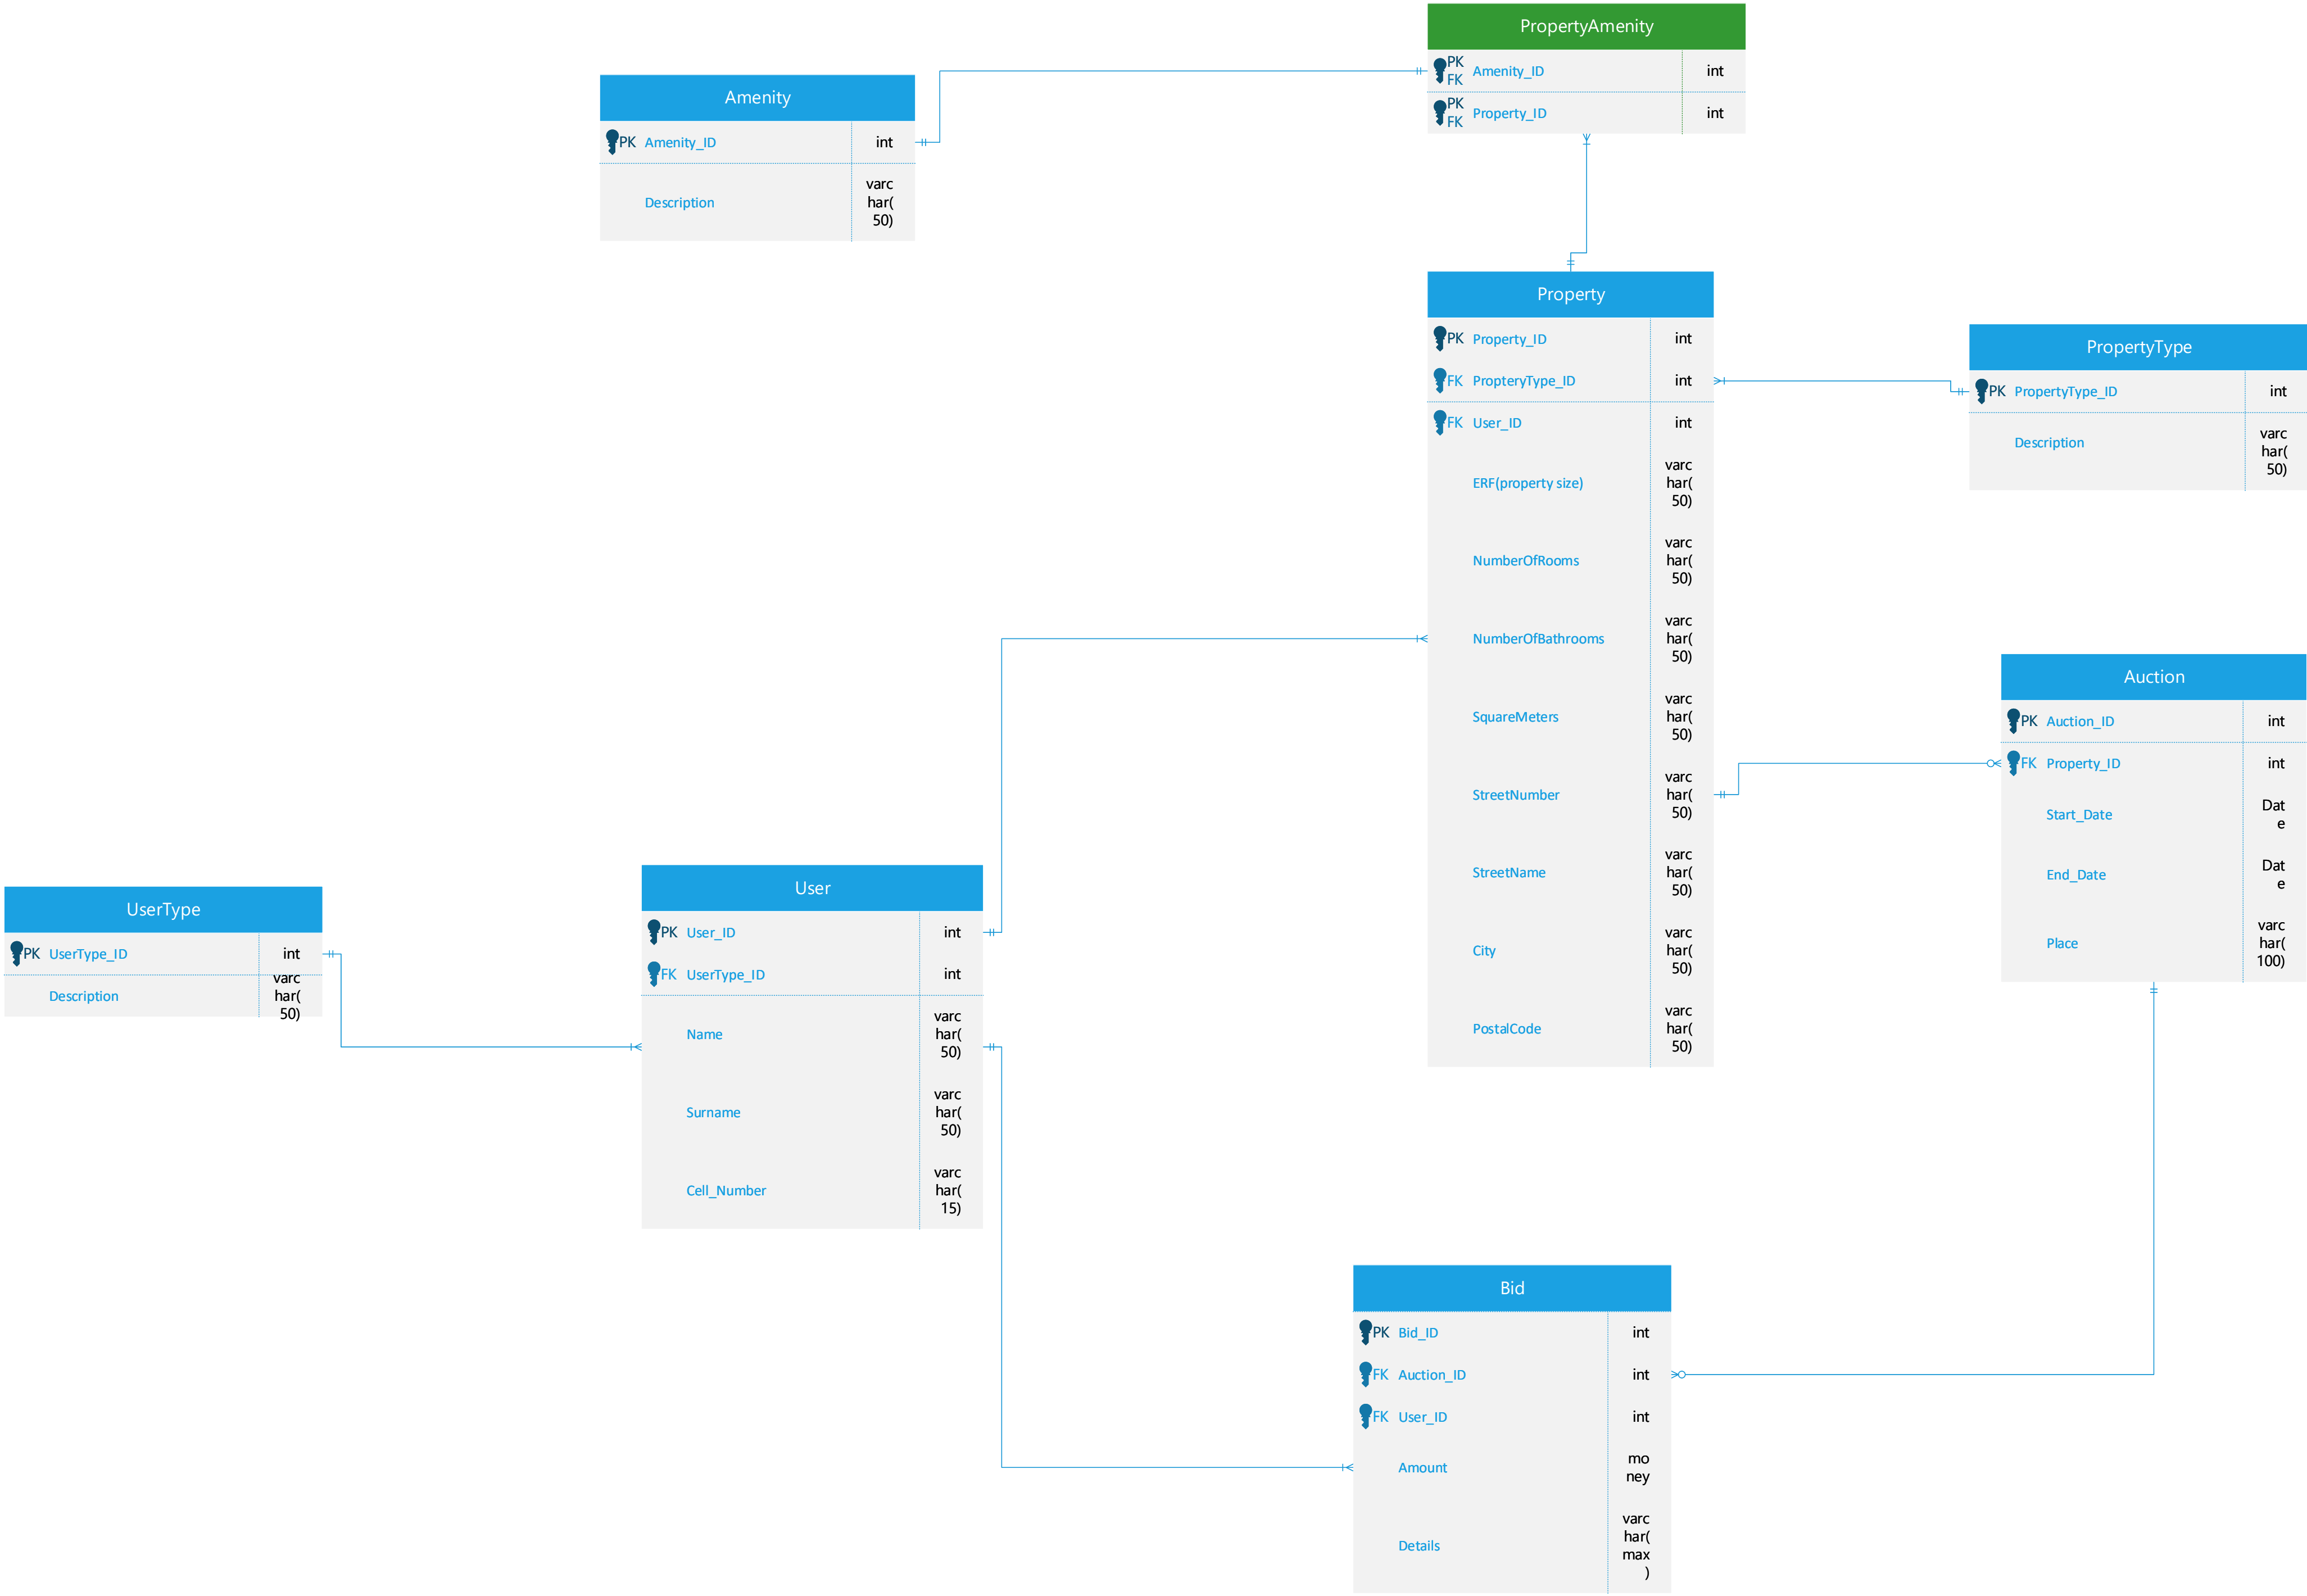 PropertyAmenity
PK
FK
Amenity_ID
int
PK
FK
Property_ID
int
Amenity
PK Amenity_ID
int
Description
varc
har(
50)
Property
PK Property_ID
int
FK PropteryType_ID
int
FK User_ID
int
ERF(property size)
varc
har(
50)
NumberOfRooms
varc
har(
50)
NumberOfBathrooms
varc
har(
50)
SquareMeters
varc
har(
50)
StreetNumber
varc
har(
50)
StreetName
varc
har(
50)
City
varc
har(
50)
PostalCode
varc
har(
50)
PropertyType
PK PropertyType_ID
int
Description
varc
har(
50)
Auction
PK Auction_ID
int
FK Property_ID
int
Start_Date
Dat
e
End_Date
Dat
e
Place
varc
har(
100)
UserType
PK UserType_ID
int
Description
varc
har(
50)
User
PK User_ID
int
FK UserType_ID
int
Name
varc
har(
50)
Surname
varc
har(
50)
Cell_Number
varc
har(
15)
Bid
PK Bid_ID
int
FK Auction_ID
int
FK User_ID
int
Amount
mo
ney
Details
varc
har(
max
)